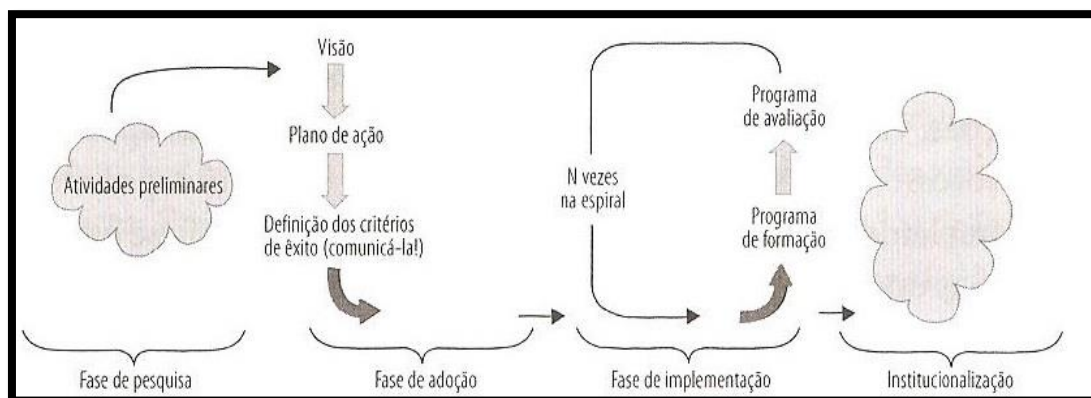 Atividades preliminares
Visão
Plano de ação
Definição dos critérios
de êxito (comunicá-la!)
N vezes
na espiral
Programa
de avaliação
Programa
de formação
Fase de pesquisa
Fase de adoção
Fase de implementação
Institucionalização